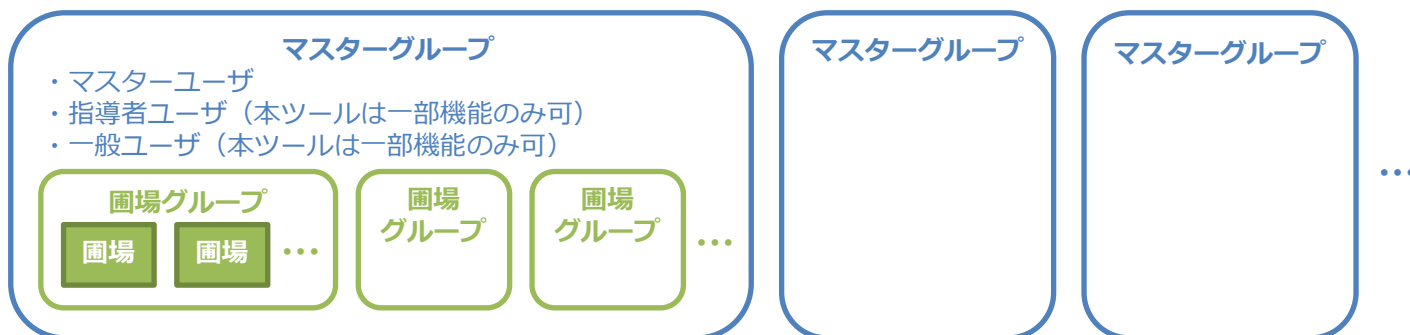 マスターグループ
・マスターユーザ
・指導者ユーザ（本ツールは一部機能のみ可）
・一般ユーザ（本ツールは一部機能のみ可）
圃場グループ
圃場
圃場
…
圃場
グループ
圃場
グループ
…
マスターグループ
マスターグループ
…